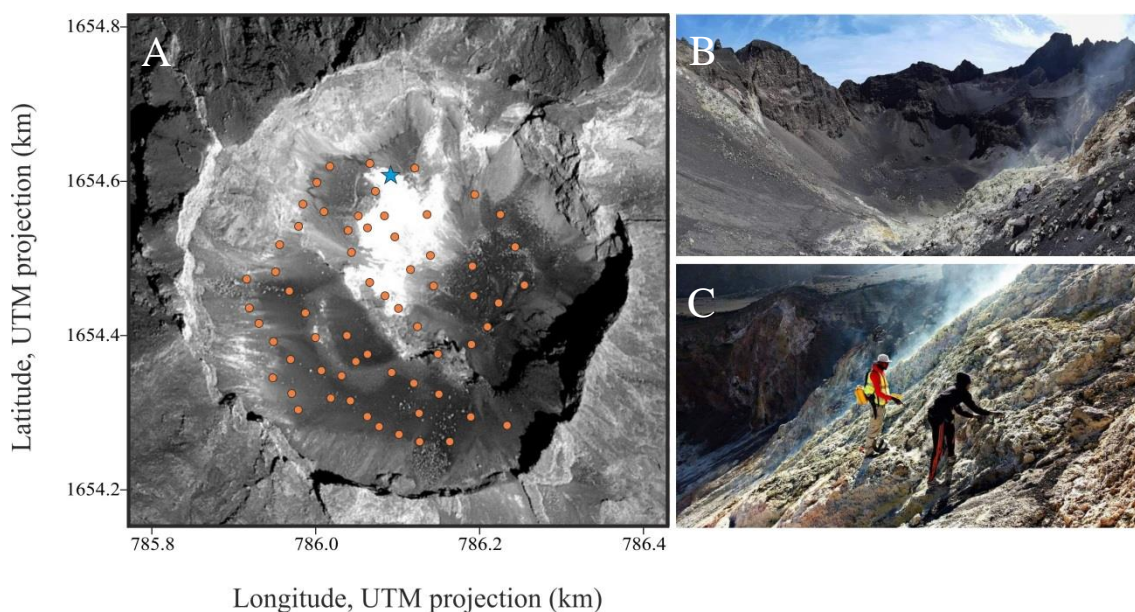 A
B
C
1654.8
1654.6
1654.4
1654.2
Latitude, UTM projection (km)
785.8 786.0 786.2 786.4
Longitude, UTM projection (km)